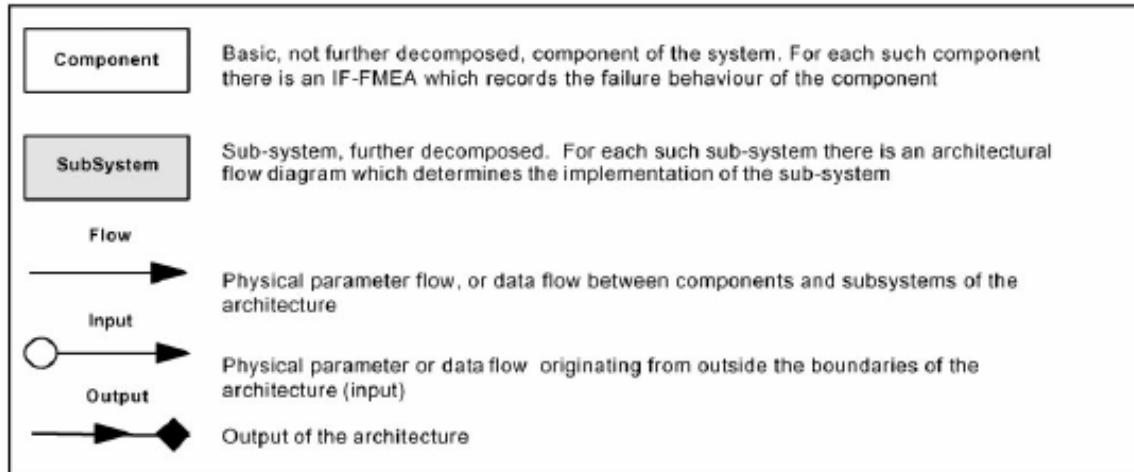 Component
Basic, not further decomposed, component of the system. For each such component
there is an IF-FMEA which records the failure behaviour of the component
SubSystem
Sub-system, further decomposed. For each such sub-system there is an architectural
flow diagram which determines the implementation of the sub-system
Flow
Physical parameter flow, or data flow between components and subsystems of the
architecture
Input
Physical parameter or data flow originating from outside the boundaries of the
architecture (input)
Output
Output of the architecture